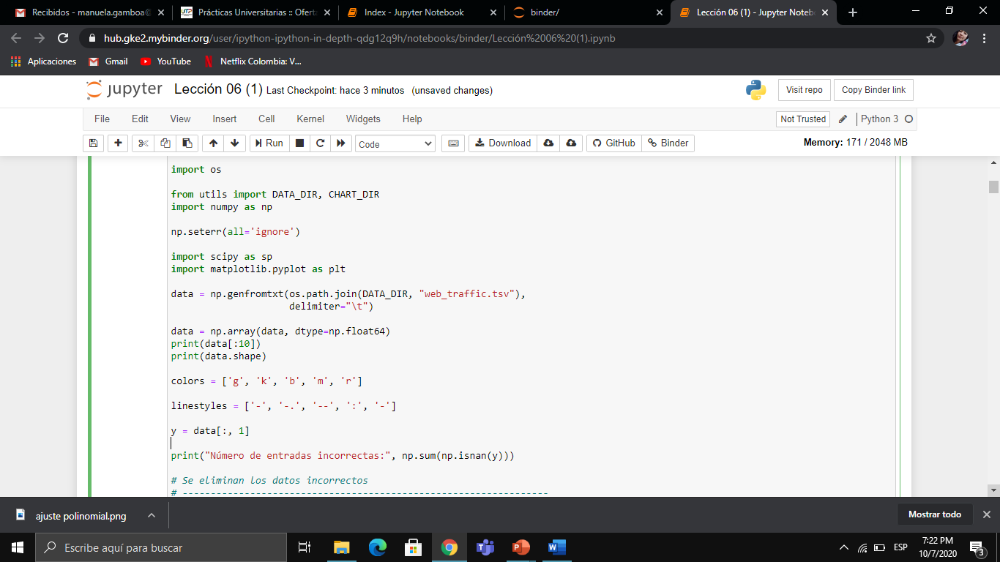 Recibidos - manuela.gamboa@
Prácticas Universitarias :: Ofert
Index - Jupyter Notebook
binder/
Lección 06 (1) - Jupyter Noteb
hub.gke2.mybinder.org/user/ipython-ipython-in-depth-qdg12q9h/notebooks/binder/Lección%2006%20(1).ipynb
Aplicaciones
Gmail
YouTube
Netflix Colombia: V...
jupyter
Lección 06 (1) Last Checkpoint: hace 3 minutos (unsaved changes)
Visit repo
Copy Binder link
File Edit View Insert Cell Kernel Widgets Help
Not Trusted
Python 3
Run
Code
Download
GitHub
Binder
Memory: 171 / 2048 MB
import os
from utils import DATA_DIR, CHART_DIR
import numpy as np
np.seterr(all='ignore')
import scipy as sp
import matplotlib.pyplot as plt
data = np.genfromtxt(os.path.join(DATA_DIR, "web_traffic.tsv"),
delimiter="\t")
data = np.array(data, dtype=np.float64)
print(data[:10])
print(data.shape)
colors = ['g', 'k', 'b', 'm', 'r']
linestyles = ['-', '-.', '--', ':', '-']
y = data[:, 1]
print("Número de entradas incorrectas:", np.sum(np.isnan(y)))
# Se eliminan los datos incorrectos
# -----------------------------------------------------------------
ajuste polinomial.png
Mostrar todo
Escribe aquí para buscar
ESP
7:22 PM
10/7/2020
3